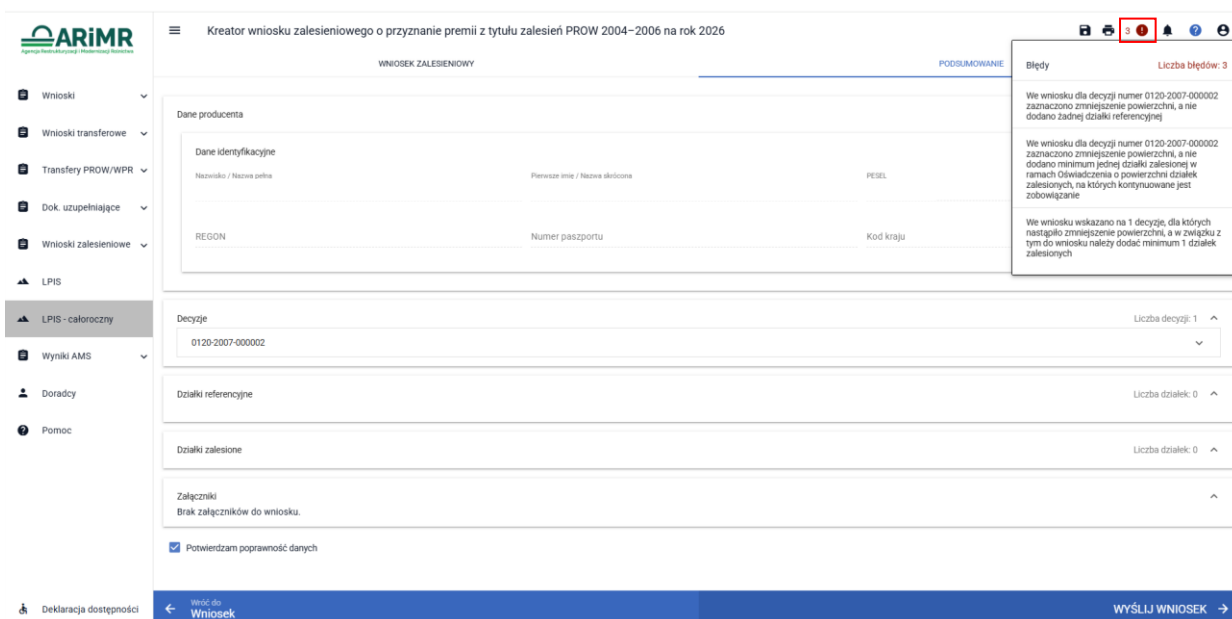 ARiMR
Agencja Restrukturyzacji i Modernizacji Rolnictwa
Kreator wniosku zalesieniowego o przyznanie premii z tytułu zalesień PROW 2004–2006 na rok 2026
3
WNIOSEK ZALESIENIOWY
PODSUMOWANIE
Błędy
Liczba błędów: 3
We wniosku dla decyzji numer 0120-2007-000002
zaznaczono zmniejszenie powierzchni, a nie
dodano żadnej działki referencyjnej
We wniosku dla decyzji numer 0120-2007-000002
zaznaczono zmniejszenie powierzchni, a nie
dodano minimum jednej działki zalesionej w
ramach Oświadczenia o powierzchni działek
zalesionych, na których kontynuowane jest
zobowiązanie
We wniosku wskazano na 1 decyzje, dla których
nastąpiło zmniejszenie powierzchni, a w związku z
tym do wniosku należy dodać minimum 1 działek
zalesionych
Wnioski
Wnioski transferowe
Transfery PROW/WPR
Dok. uzupełniające
Wnioski zalesieniowe
LPIS
LPIS - całoroczny
Wyniki AMS
Doradcy
Pomoc
Deklaracja dostępności
Dane producenta
Dane identyfikacyjne
Nazwisko / Nazwa pełna
Pierwsze imię / Nazwa skrócona
PESEL
REGON
Numer paszportu
Kod kraju
Decyzje
Liczba decyzji: 1
0120-2007-000002
Działki referencyjne
Liczba działek: 0
Działki zalesione
Liczba działek: 0
Załączniki
Brak załączników do wniosku.
Potwierdzam poprawność danych
Wróć do
Wniosek
WYŚLIJ WNIOSEK